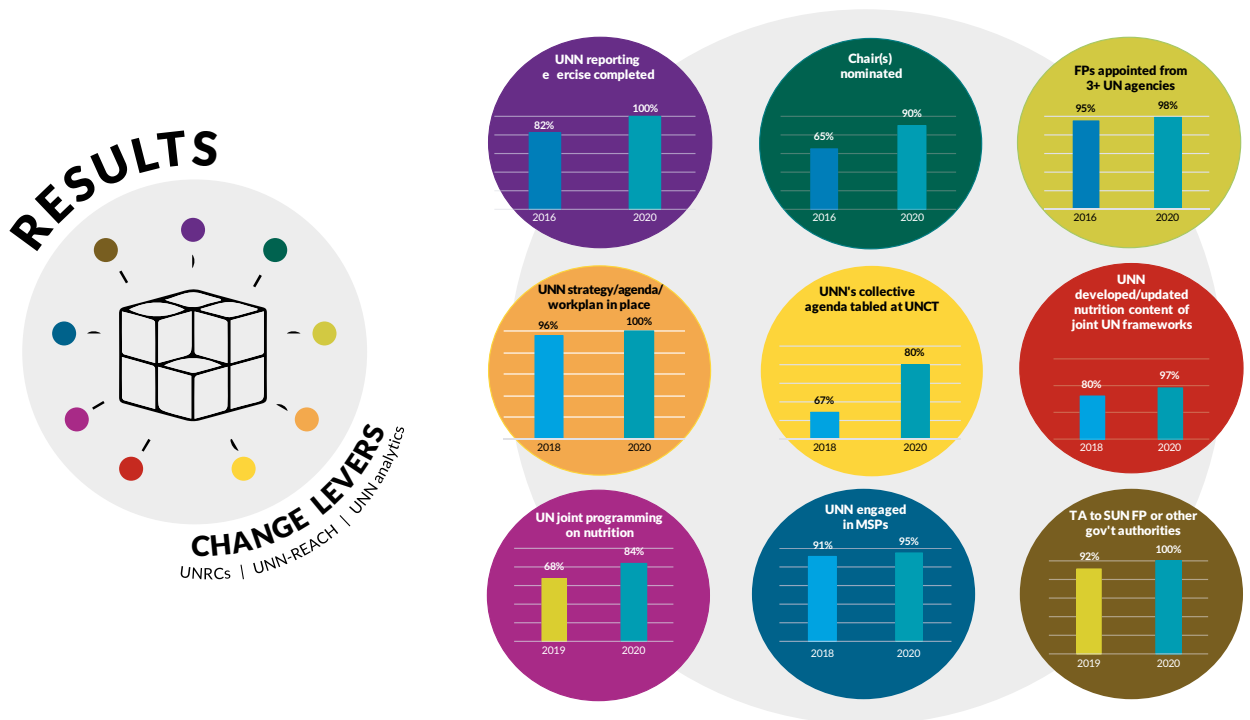 RESULTS
CHANGE LEVERS
UNRCs | UNN-REACH | UNN analytics
UNN reporting
e ercise completed
82%
100%
2016
2020
Chair(s)
nominated
65%
90%
2016
2020
FPs appointed from
3+ UN agencies
95%
98%
2016
2020
UNN strategy/agenda/
workplan in place
96%
100%
2018
2020
UNN's collective
agenda tabled at UNCT
67%
80%
2018
2020
UNN
developed/updated
nutrition content of
joint UN frameworks
80%
97%
2018
2020
UN joint programming
on nutrition
68%
84%
2019
2020
UNN engaged
in MSPs
91%
95%
2018
2020
TA to SUN FP or other
gov't authorities
92%
100%
2019
2020